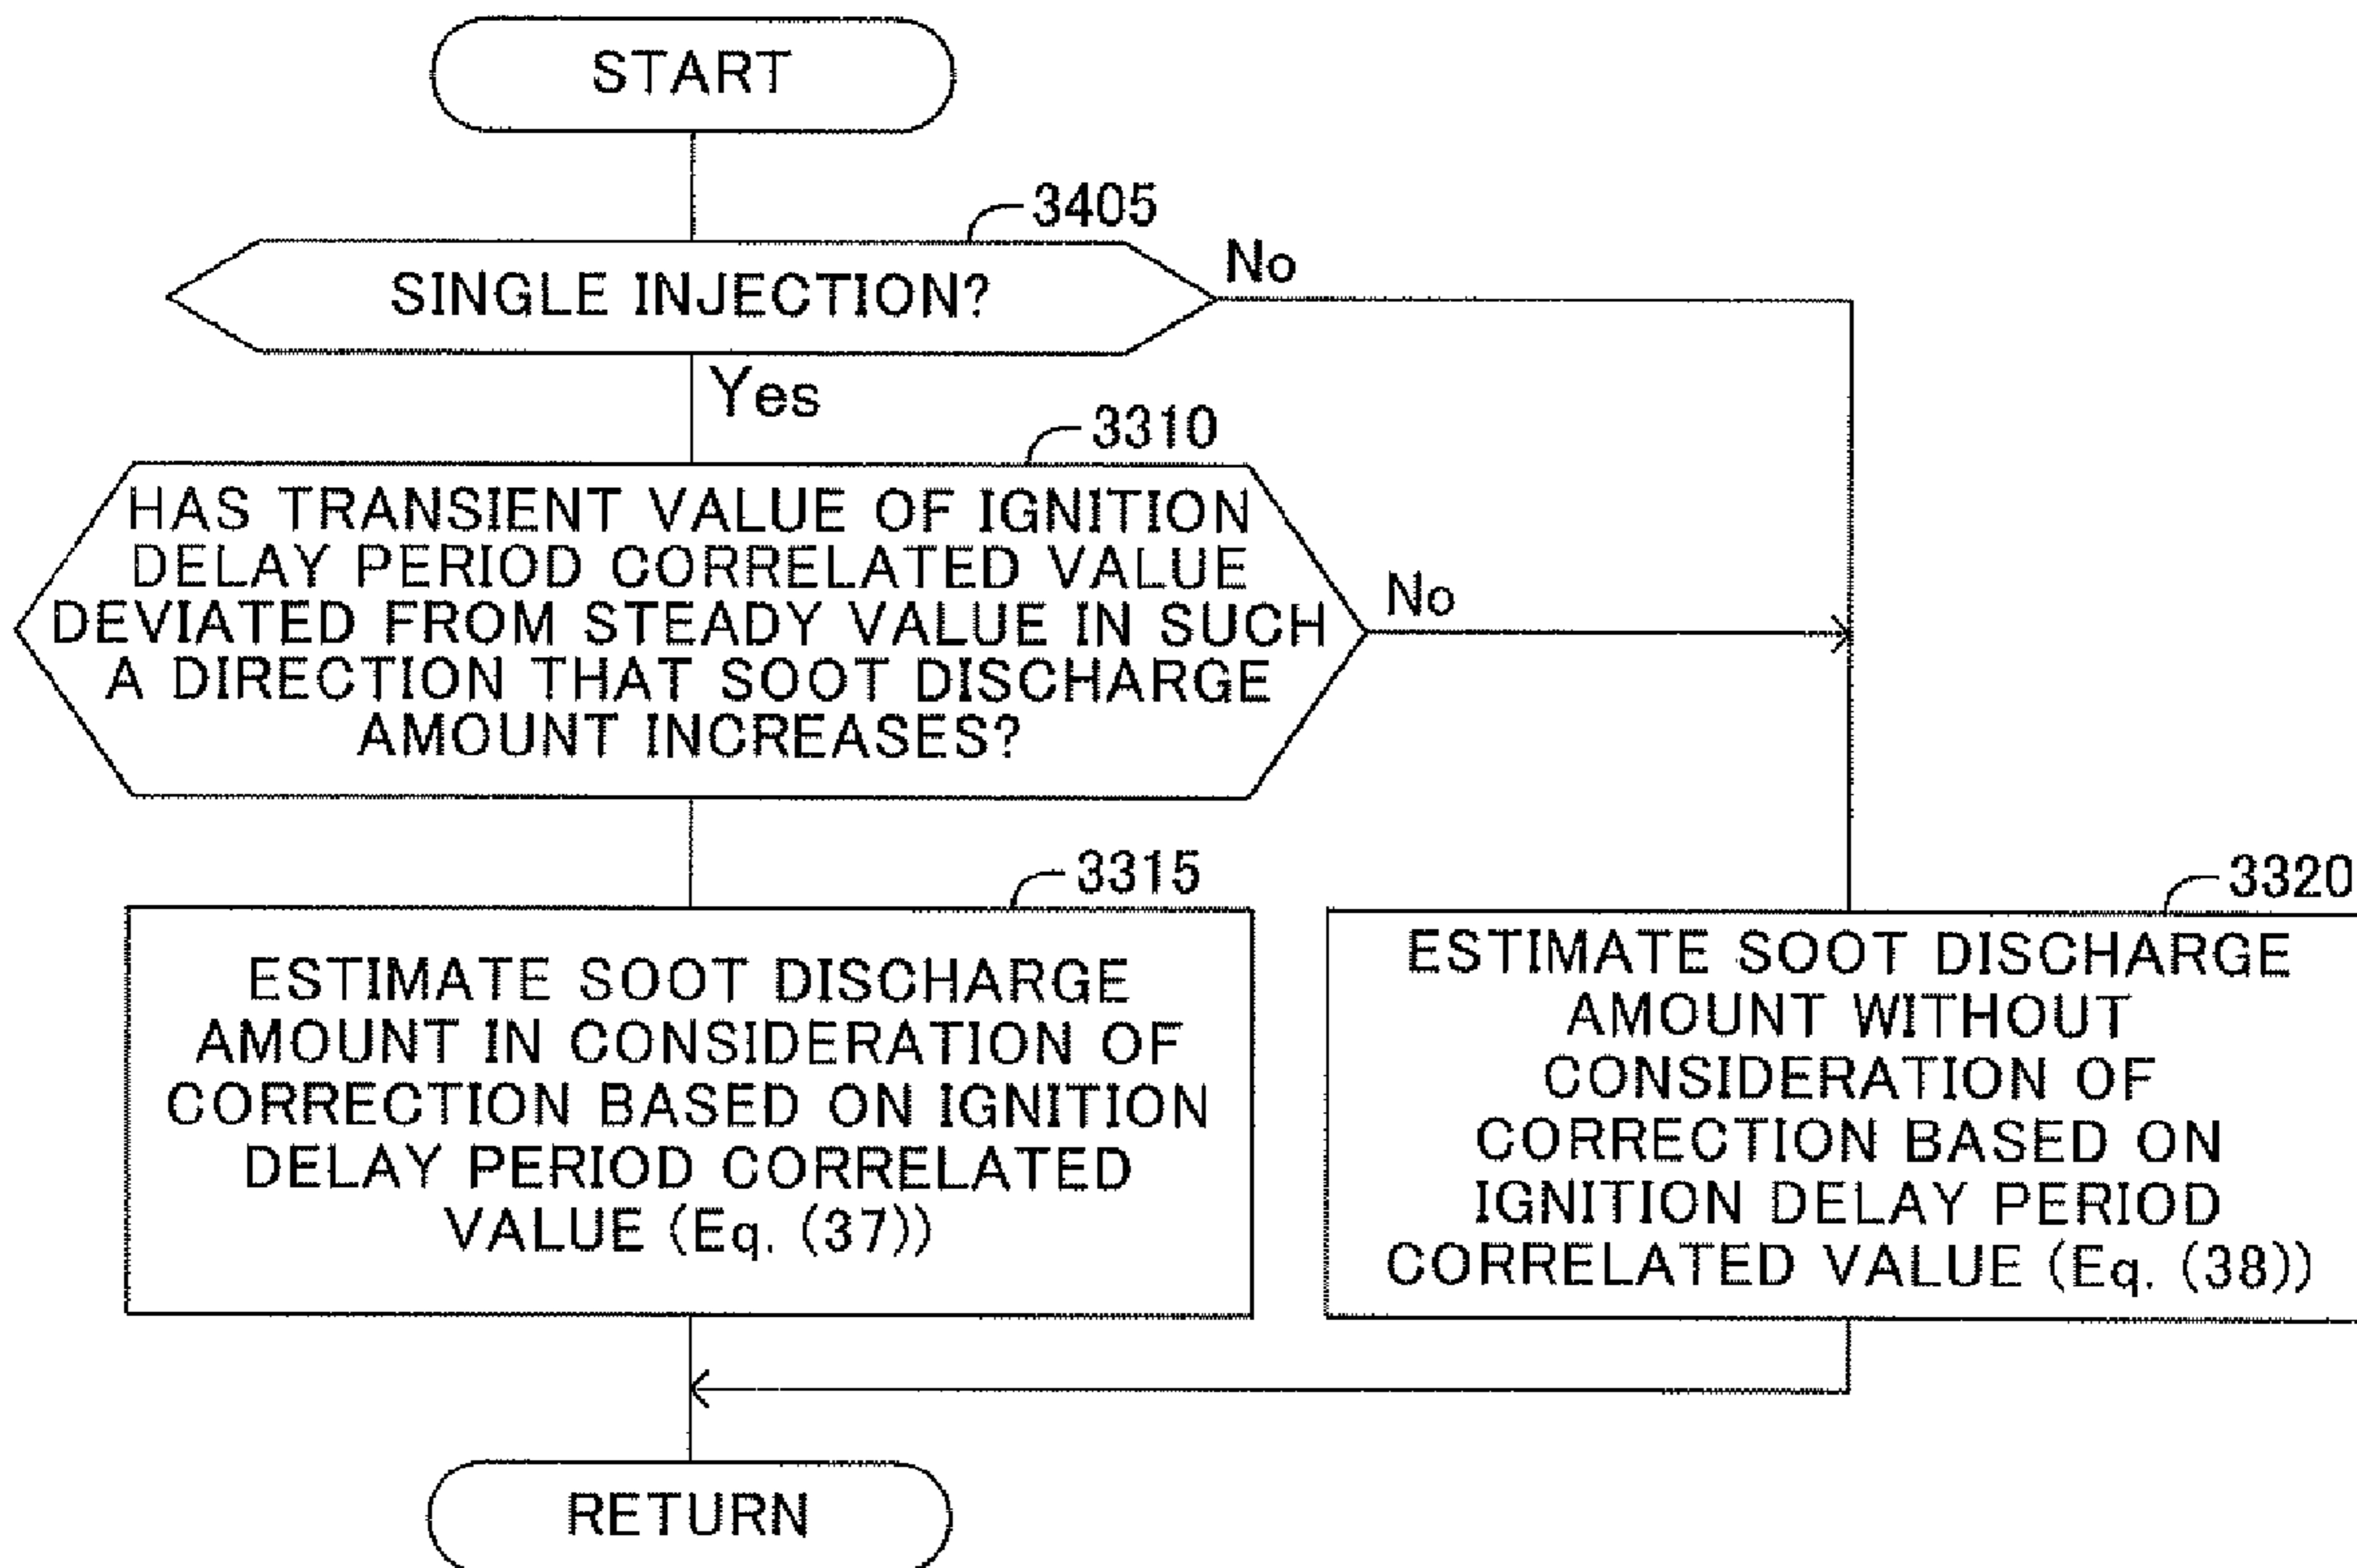 START
3405
SINGLE INJECTION?
No
Yes
3310
HAS TRANSIENT VALUE OF IGNITION
DELAY PERIOD CORRELATED VALUE
DEVIATED FROM STEADY VALUE IN SUCH
A DIRECTION THAT SOOT DISCHARGE
AMOUNT INCREASES?
No
3315
ESTIMATE SOOT DISCHARGE
AMOUNT IN CONSIDERATION OF
CORRECTION BASED ON IGNITION
DELAY PERIOD CORRELATED
VALUE (Eq. (37))
3320
ESTIMATE SOOT DISCHARGE
AMOUNT WITHOUT
CONSIDERATION OF
CORRECTION BASED ON
IGNITION DELAY PERIOD
CORRELATED VALUE (Eq. (38))
RETURN